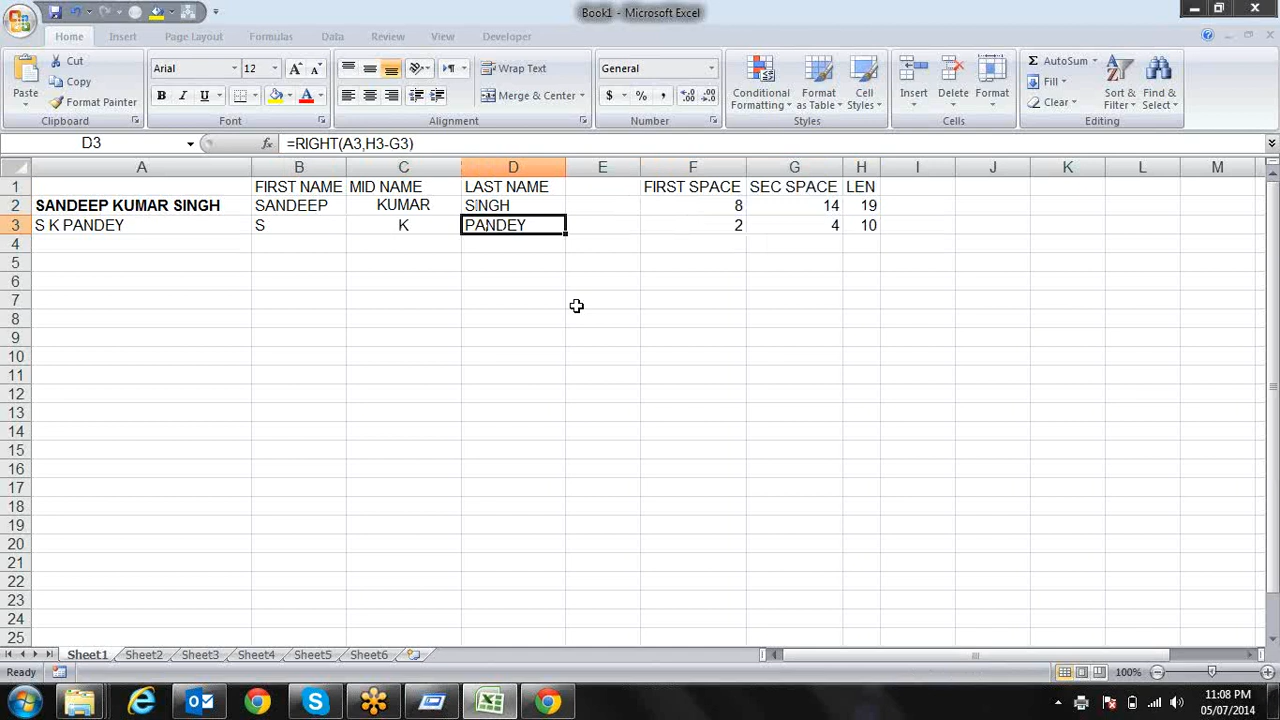 Book1 - Microsoft Excel
Home Insert Page Layout Formulas Data Review View Developer
Paste
Cut
Copy
Format Painter
Clipboard
Arial 12
B I U
Font
Wrap Text
Merge & Center
Alignment
General
$ % ,
Number
Conditional Formatting
Format as Table
Cell Styles
Styles
Insert Delete Format
Cells
Σ AutoSum
Fill
Clear
Sort & Filter
Find & Select
Editing
D3 fx =RIGHT(A3,H3-G3)
A B C D E F G H I J K L M
1 FIRST NAME MID NAME LAST NAME FIRST SPACE SEC SPACE LEN
2 SANDEEP KUMAR SINGH SANDEEP KUMAR SINGH 8 14 19
3 S K PANDEY S K PANDEY 2 4 10
4
5
6
7
8
9
10
11
12
13
14
15
16
17
18
19
20
21
22
23
24
25
Sheet1 Sheet2 Sheet3 Sheet4 Sheet5 Sheet6
Ready 100%
11:08 PM
05/07/2014